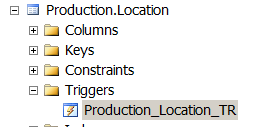 Production.Location
Columns
Keys
Constraints
Triggers
Production_Location_TR